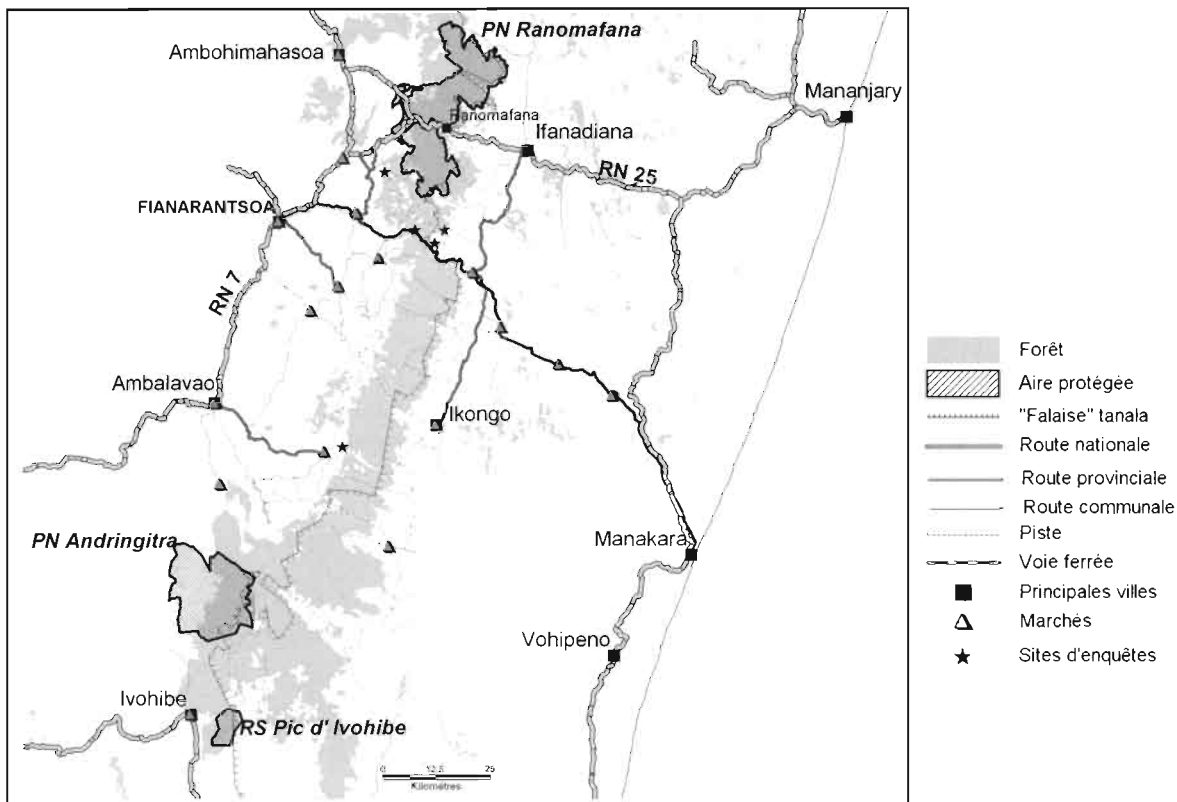 PN Ranomafana
Ambohimahasoa
Mananjary
Ranomafana
Ifanadiana
RN 25
FIANARANTSOA
RN 7
Ambalavao
Ikongo
PN Andringitra
Manakara
Vohipeno
Ivohibe
RS Pic d' Ivohibe
0 12,5 25
Kilomètres
Forêt
Aire protégée
"Falaise" tanala
Route nationale
Route provinciale
Route communale
Piste
Voie ferrée
Principales villes
Marchés
Sites d'enquêtes